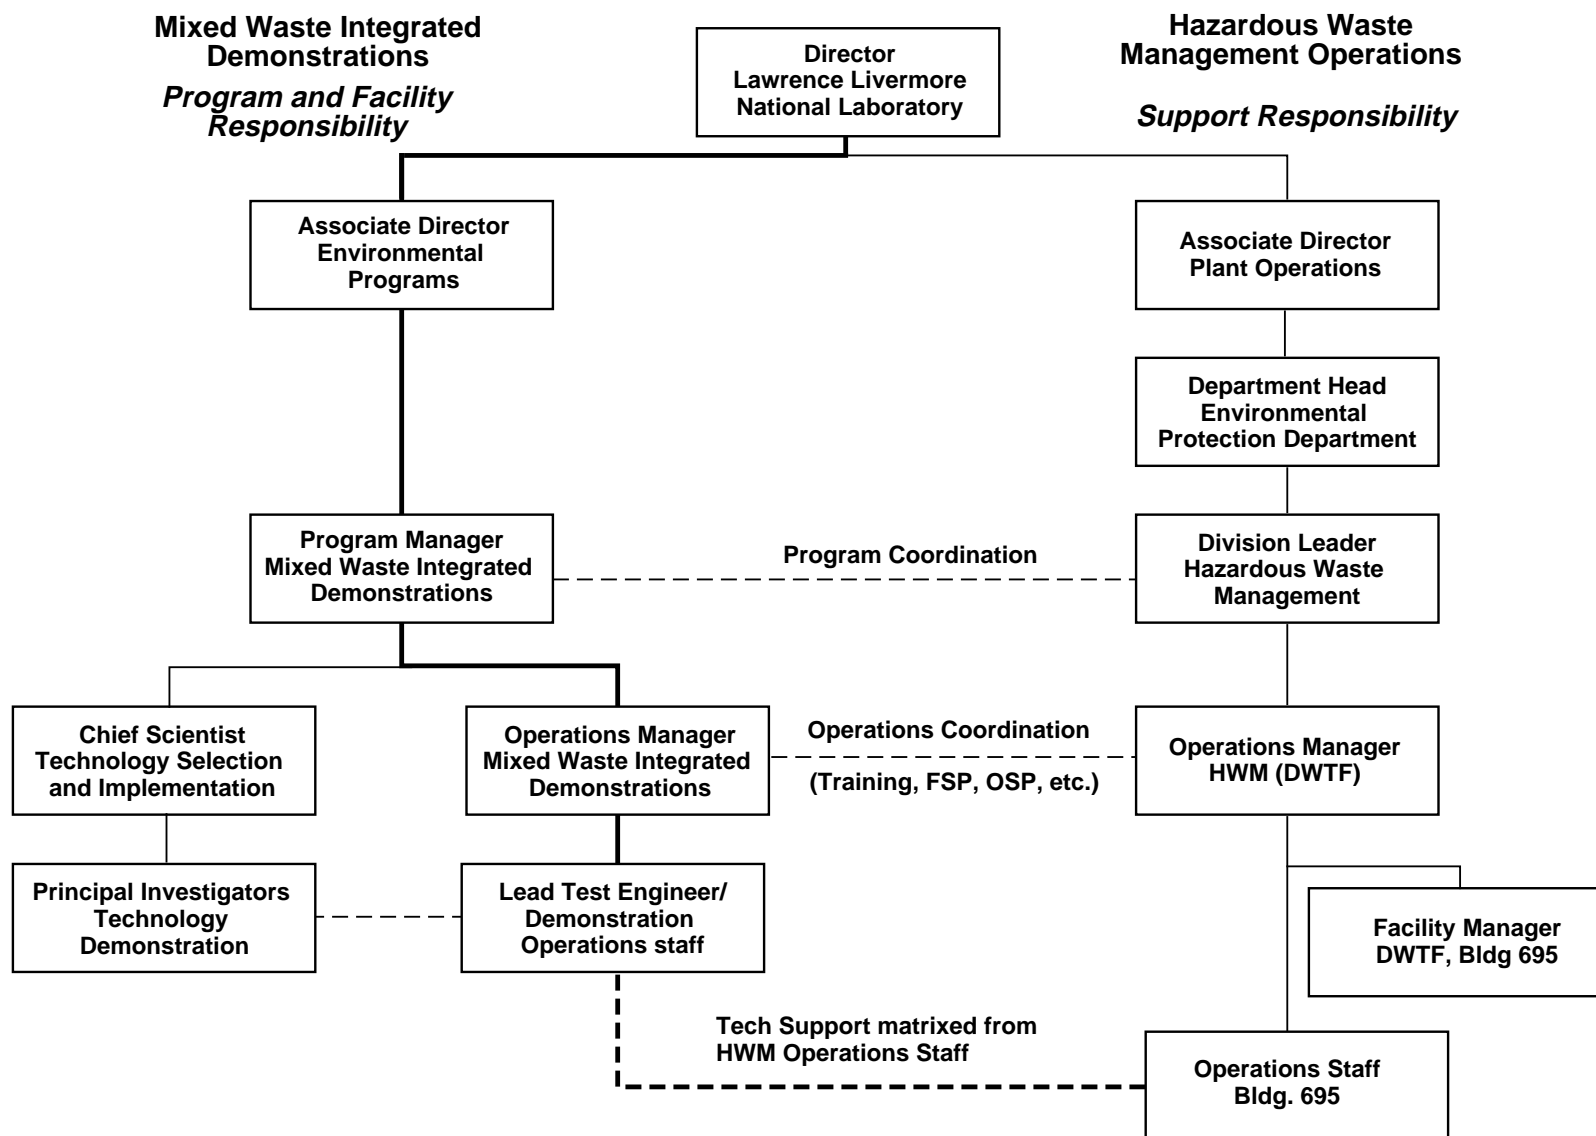 Mixed Waste Integrated
Demonstrations
Program and Facility
Responsibility
Director
Lawrence Livermore
National Laboratory
Hazardous Waste
Management Operations
Support Responsibility
Associate Director
Environmental
Programs
Associate Director
Plant Operations
Department Head
Environmental
Protection Department
Program Manager
Mixed Waste Integrated
Demonstrations
Program Coordination
Division Leader
Hazardous Waste
Management
Chief Scientist
Technology Selection
and Implementation
Operations Manager
Mixed Waste Integrated
Demonstrations
Operations Coordination
(Training, FSP, OSP, etc.)
Operations Manager
HWM (DWTF)
Principal Investigators
Technology
Demonstration
Lead Test Engineer/
Demonstration
Operations staff
Facility Manager
DWTF, Bldg 695
Tech Support matrixed from
HWM Operations Staff
Operations Staff
Bldg. 695